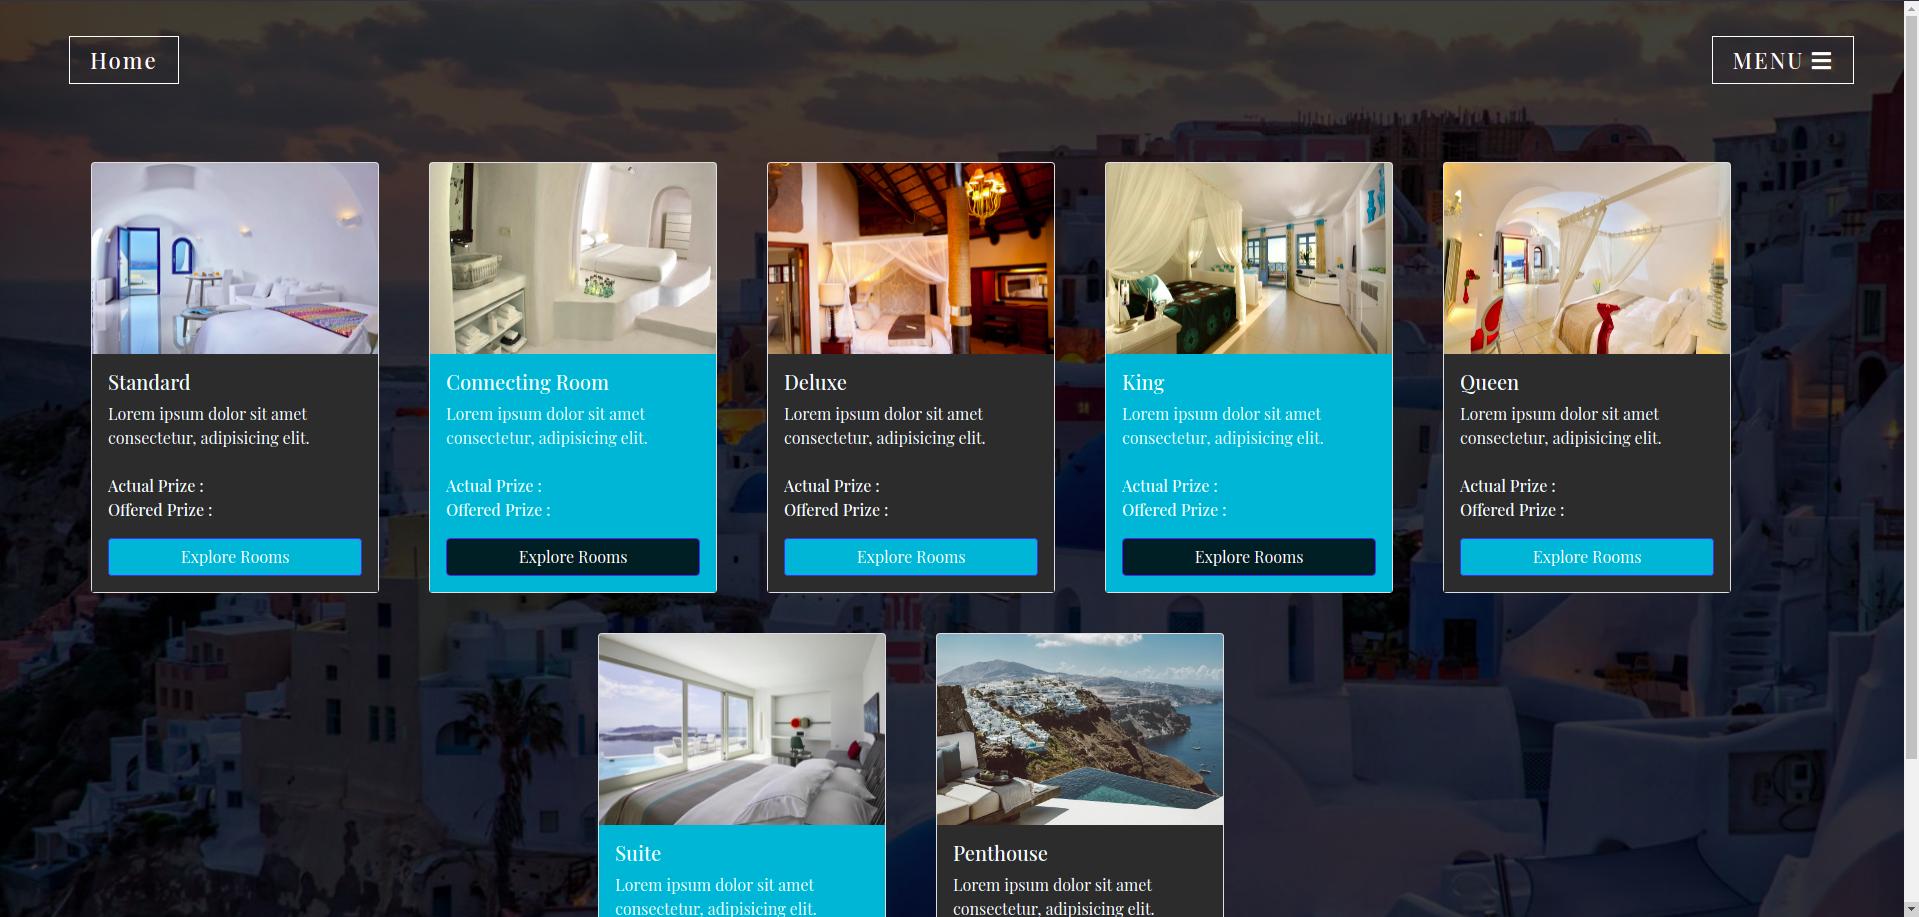 Home
MENU
Standard
Lorem ipsum dolor sit amet
consectetur, adipisicing elit.
Actual Prize :
Offered Prize :
Explore Rooms
Connecting Room
Lorem ipsum dolor sit amet
consectetur, adipisicing elit.
Actual Prize :
Offered Prize :
Explore Rooms
Deluxe
Lorem ipsum dolor sit amet
consectetur, adipisicing elit.
Actual Prize :
Offered Prize :
Explore Rooms
King
Lorem ipsum dolor sit amet
consectetur, adipisicing elit.
Actual Prize :
Offered Prize :
Explore Rooms
Queen
Lorem ipsum dolor sit amet
consectetur, adipisicing elit.
Actual Prize :
Offered Prize :
Explore Rooms
Suite
Lorem ipsum dolor sit amet
consectetur, adipisicing elit.
Penthouse
Lorem ipsum dolor sit amet
consectetur, adipisicing elit.